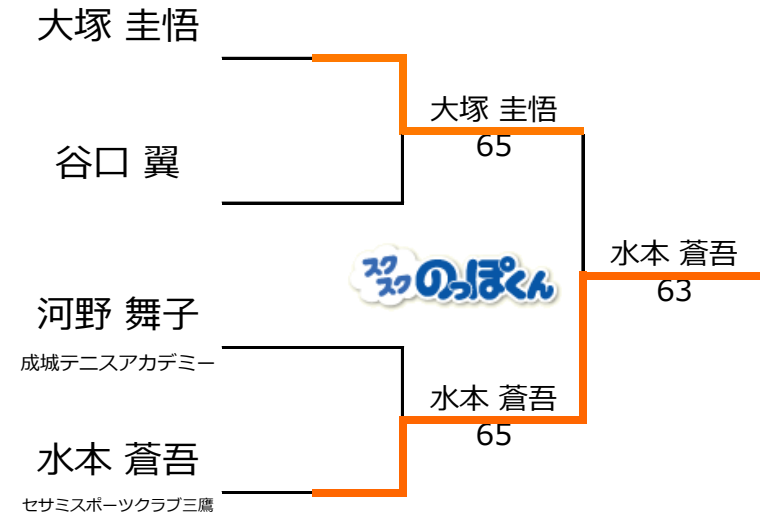 大塚 圭悟
大塚 圭悟
65
谷口 翼
水本 蒼吾
63
スクスクのっぽくん
河野 舞子
成城テニスアカデミー
水本 蒼吾
65
水本 蒼吾
セサミスポーツクラブ三鷹